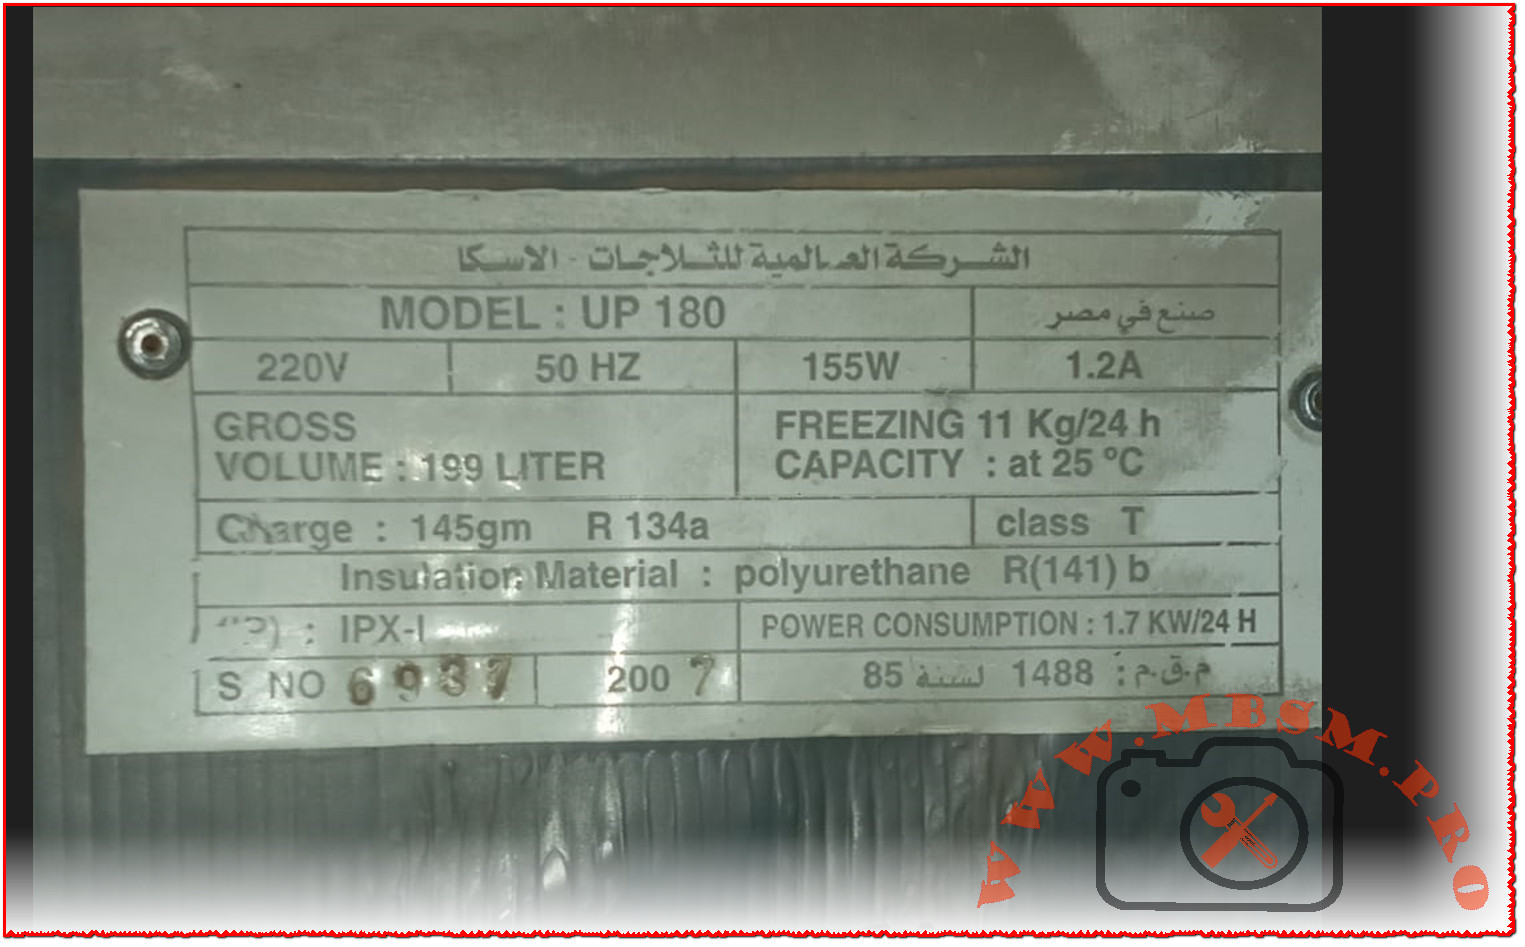 الشركة العالمية للثلاجات - الاسكا
MODEL : UP 180
صنع في مصر
220V 50 HZ 155W 1.2A
GROSS
VOLUME : 199 LITER
FREEZING 11 Kg/24 h
CAPACITY : at 25 °C
Charge : 145gm R 134a
class T
Insulation Material : polyurethane R(141) b
: IPX-I
POWER CONSUMPTION : 1.7 KW/24 H
S NO 6937
2007
م.ق.م : 1488 لسنة 85
WWW.MBSM.PRO